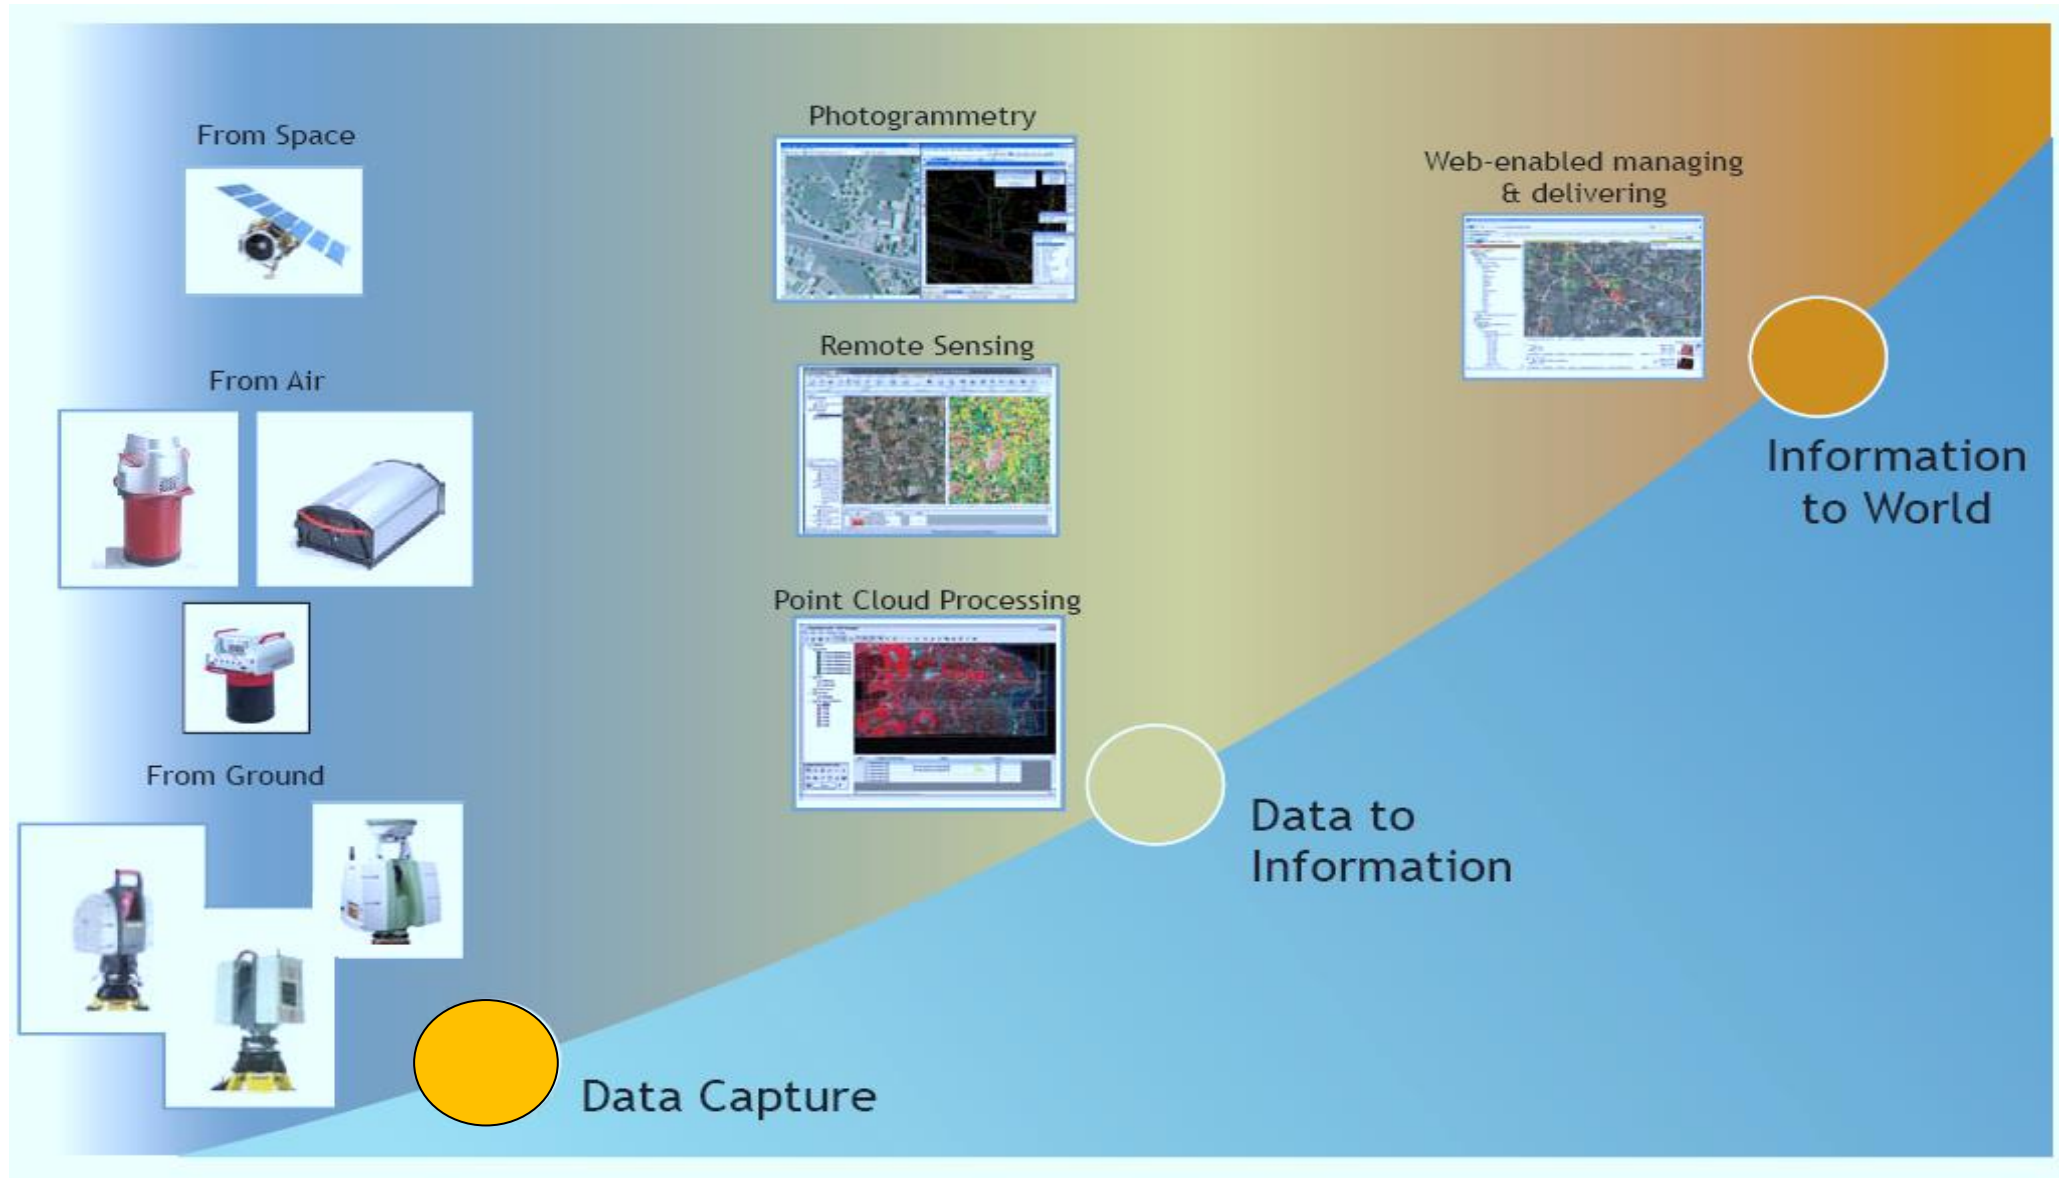 From Space
From Air
From Ground
Data Capture
Photogrammetry
Remote Sensing
Point Cloud Processing
Data to
Information
Web-enabled managing
& delivering
Information
to World